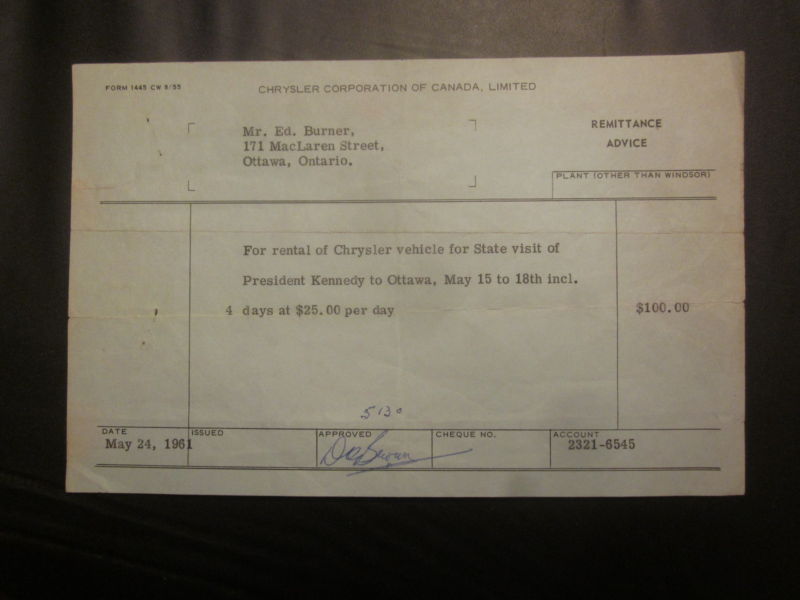 FORM 1445 CW 8/55
CHRYSLER CORPORATION OF CANADA, LIMITED
Mr. Ed. Burner,
171 MacLaren Street,
Ottawa, Ontario.
REMITTANCE
ADVICE
PLANT (OTHER THAN WINDSOR)
For rental of Chrysler vehicle for State visit of
President Kennedy to Ottawa, May 15 to 18th incl.
4 days at $25.00 per day $100.00
5130
DATE ISSUED APPROVED CHEQUE NO. ACCOUNT
May 24, 1961 2321-6545